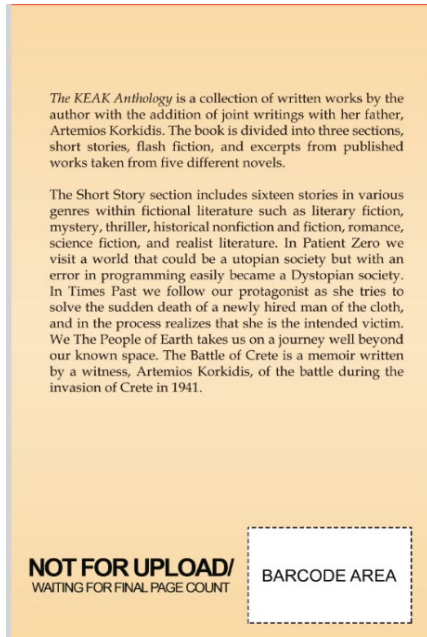 The KEAK Anthology is a collection of written works by the
author with the addition of joint writings with her father,
Artemios Korkidis. The book is divided into three sections,
short stories, flash fiction, and excerpts from published
works taken from five different novels.
The Short Story section includes sixteen stories in various
genres within fictional literature such as literary fiction,
mystery, thriller, historical nonfiction and fiction, romance,
science fiction, and realist literature. In Patient Zero we
visit a world that could be a utopian society but with an
error in programming easily became a Dystopian society.
In Times Past we follow our protagonist as she tries to
solve the sudden death of a newly hired man of the cloth,
and in the process realizes that she is the intended victim.
We The People of Earth takes us on a journey well beyond
our known space. The Battle of Crete is a memoir written
by a witness, Artemios Korkidis, of the battle during the
invasion of Crete in 1941.
NOT FOR UPLOAD/
WAITING FOR FINAL PAGE COUNT
BARCODE AREA